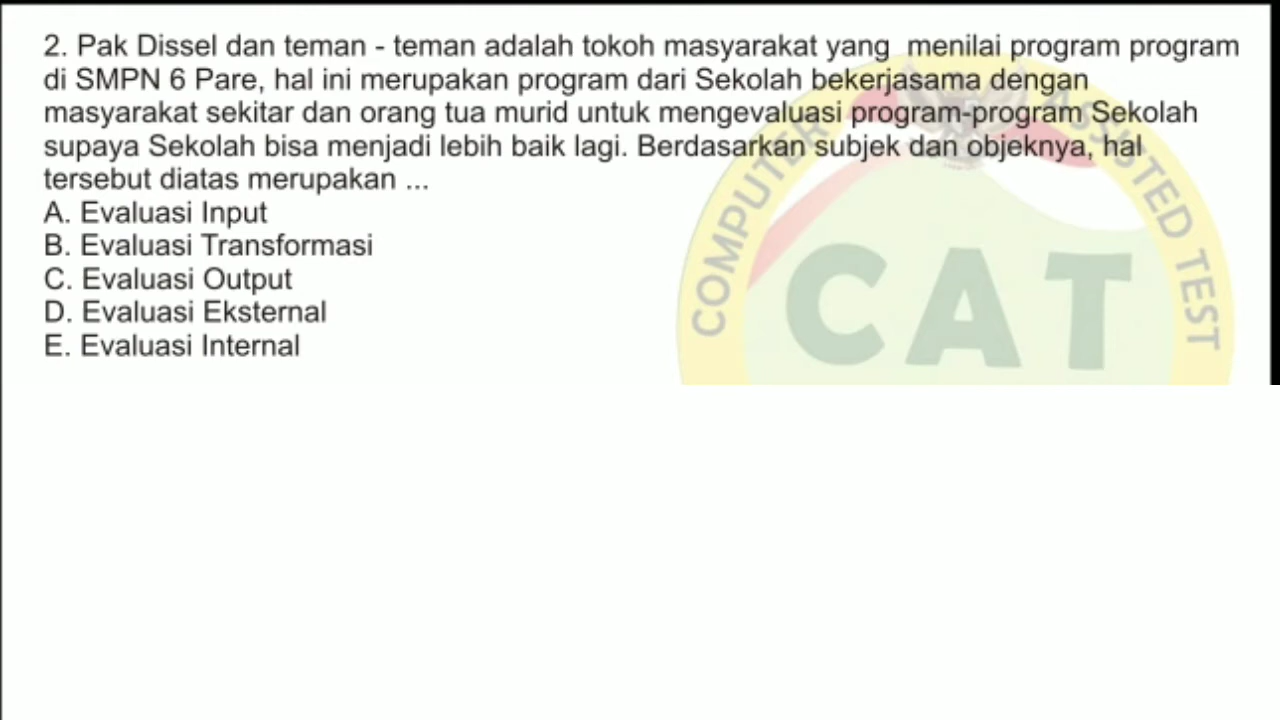 2. Pak Dissel dan teman - teman adalah tokoh masyarakat yang  menilai program program
di SMPN 6 Pare, hal ini merupakan program dari Sekolah bekerjasama dengan
masyarakat sekitar dan orang tua murid untuk mengevaluasi program-program Sekolah
supaya Sekolah bisa menjadi lebih baik lagi. Berdasarkan subjek dan objeknya, hal
tersebut diatas merupakan ...
A. Evaluasi Input
B. Evaluasi Transformasi
C. Evaluasi Output
D. Evaluasi Eksternal
E. Evaluasi Internal
COMPUTER ASSISTED TEST
CAT